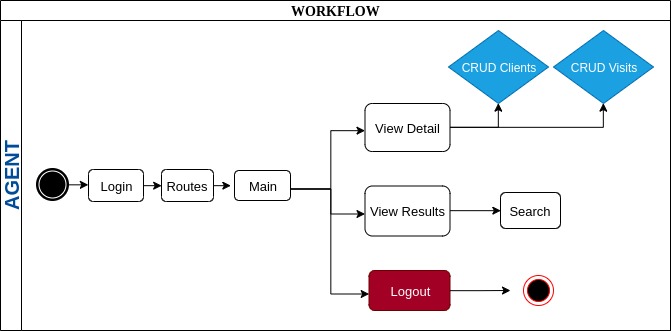 WORKFLOW
AGENT
CRUD Clients
CRUD Visits
View Detail
Login
Routes
Main
View Results
Search
Logout